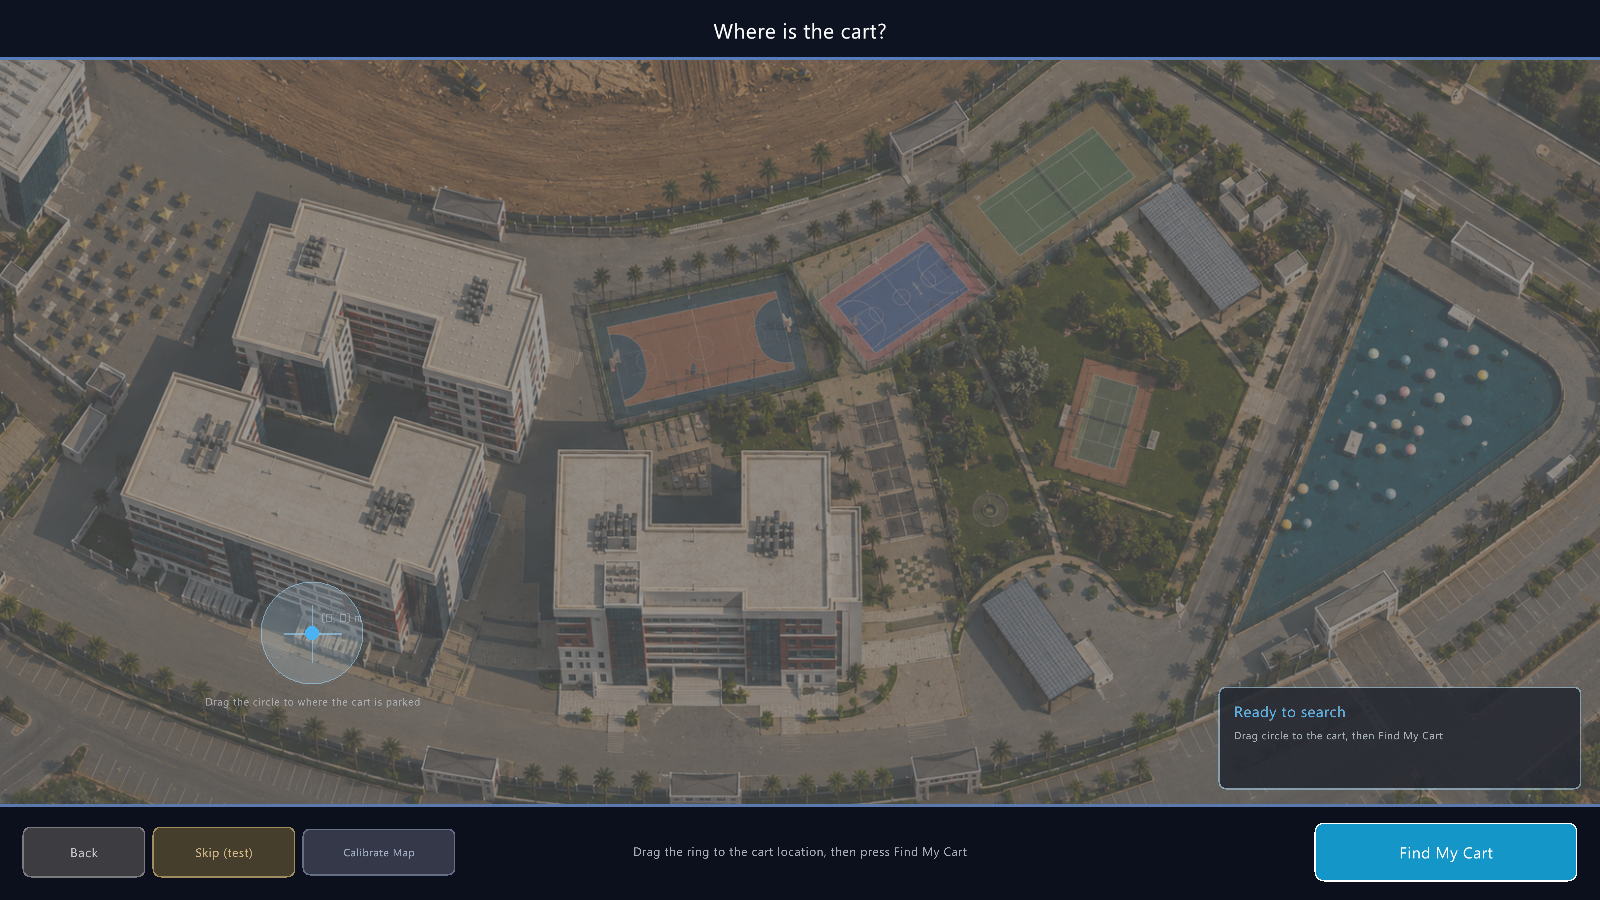 Where is the cart?
Drag the circle to where the cart is parked
Ready to search
Drag circle to the cart, then Find My Cart
Back
Skip (test)
Calibrate Map
Drag the ring to the cart location, then press Find My Cart
Find My Cart